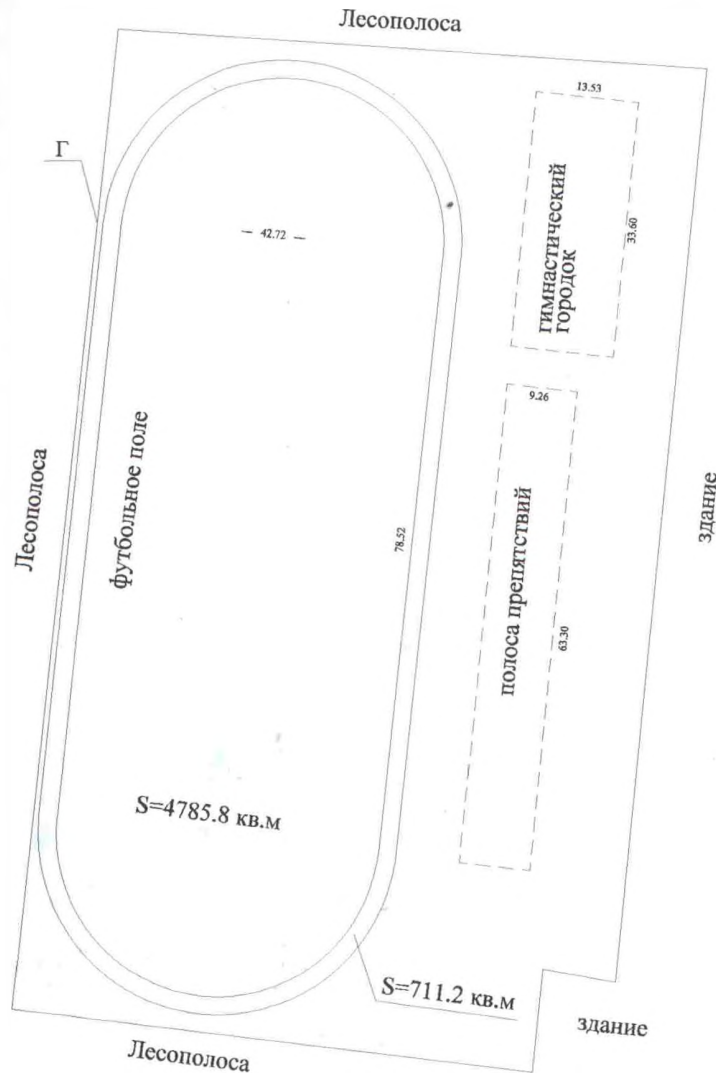 Лесополоса
13.53
Г
гимнастический
городок
33.60
42.72
9.26
Лесополоса
футбольное поле
здание
78.52
полоса препятствий
63.30
S=4785.8 кв.м
S=711.2 кв.м
здание
Лесополоса